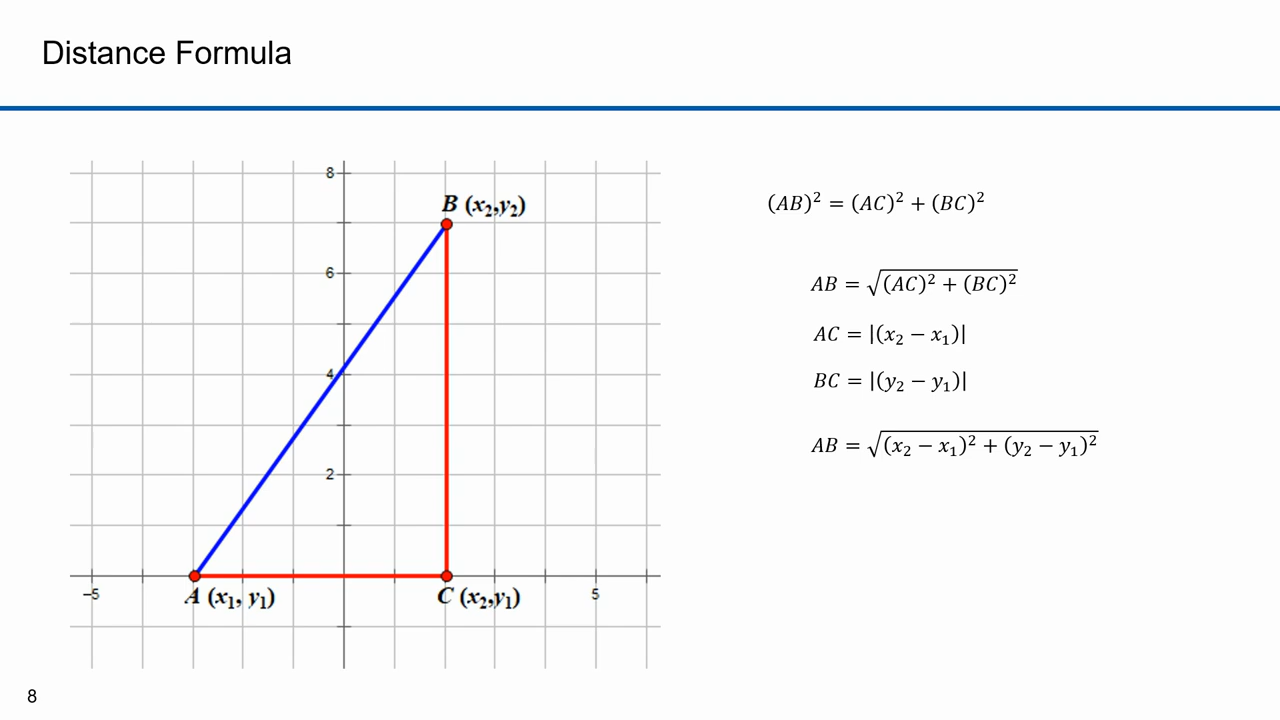 Distance Formula
8
B (x₂,y₂)
6
4
2
−5
5
A (x₁, y₁)
C (x₂,y₁)
(AB)² = (AC)² + (BC)²
AB = √(AC)² + (BC)²
AC = |(x₂ − x₁)|
BC = |(y₂ − y₁)|
AB = √(x₂ − x₁)² + (y₂ − y₁)²
8